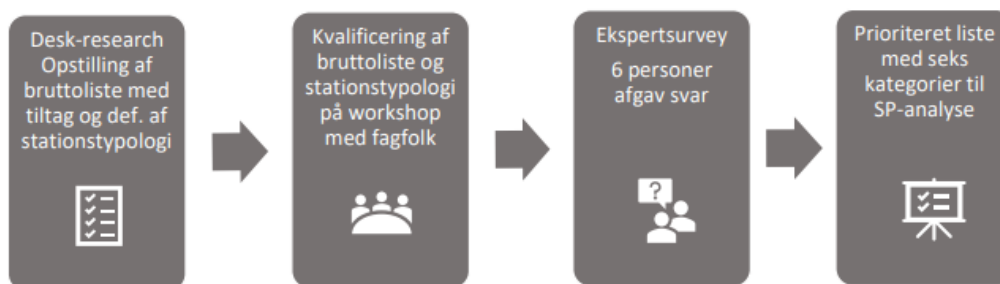 Desk-research
Opstilling af
bruttoliste med
tiltag og def. af
stationstypologi
Kvalificering af
bruttoliste og
stationstypologi
på workshop
med fagfolk
Ekspertsurvey
6 personer
afgav svar
Prioriteret liste
med seks
kategorier til
SP-analyse
?